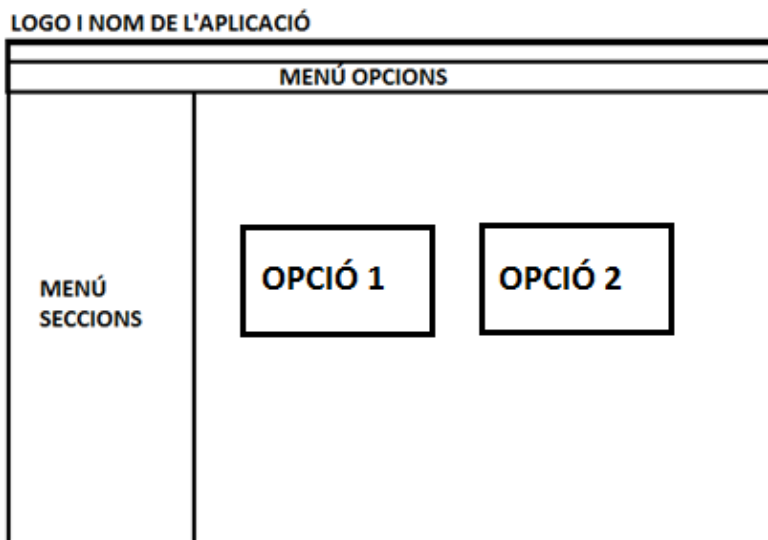 LOGO I NOM DE L'APLICACIÓ
MENÚ OPCIONS
OPCIÓ 1
OPCIÓ 2
MENÚ
SECCIONS